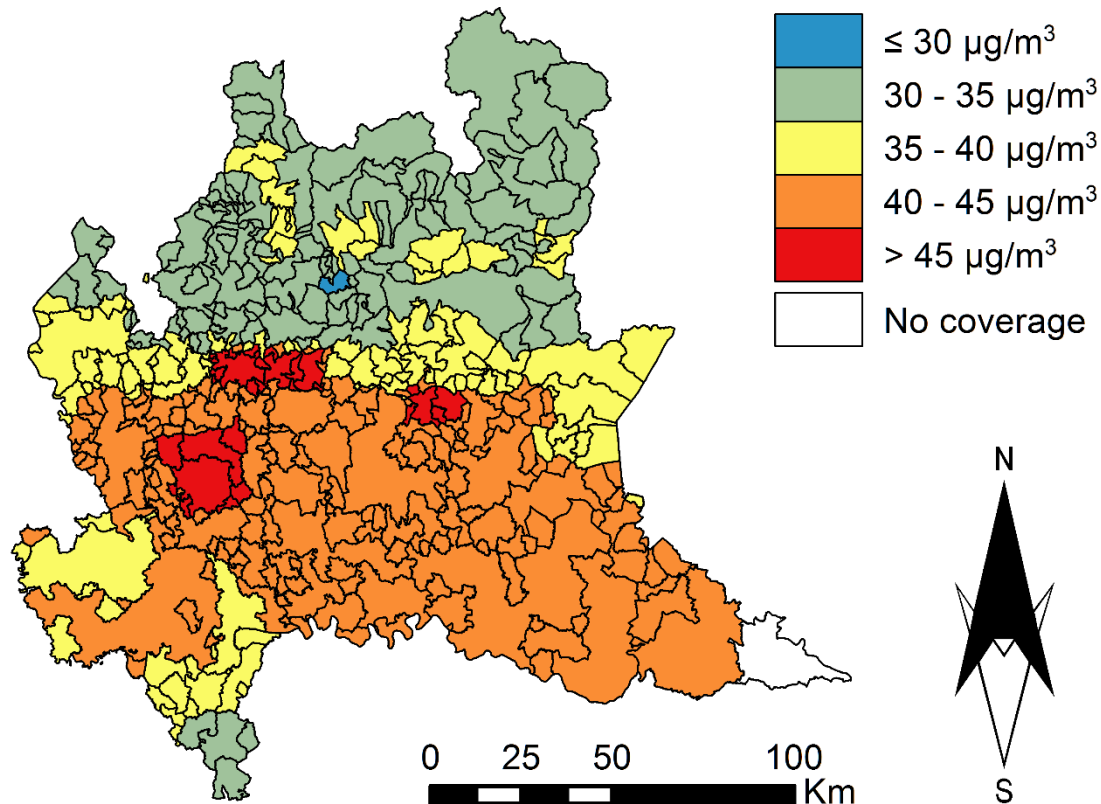 ≤ 30 µg/m³
30 - 35 µg/m³
35 - 40 µg/m³
40 - 45 µg/m³
> 45 µg/m³
No coverage
N
S
0 25 50 100
Km